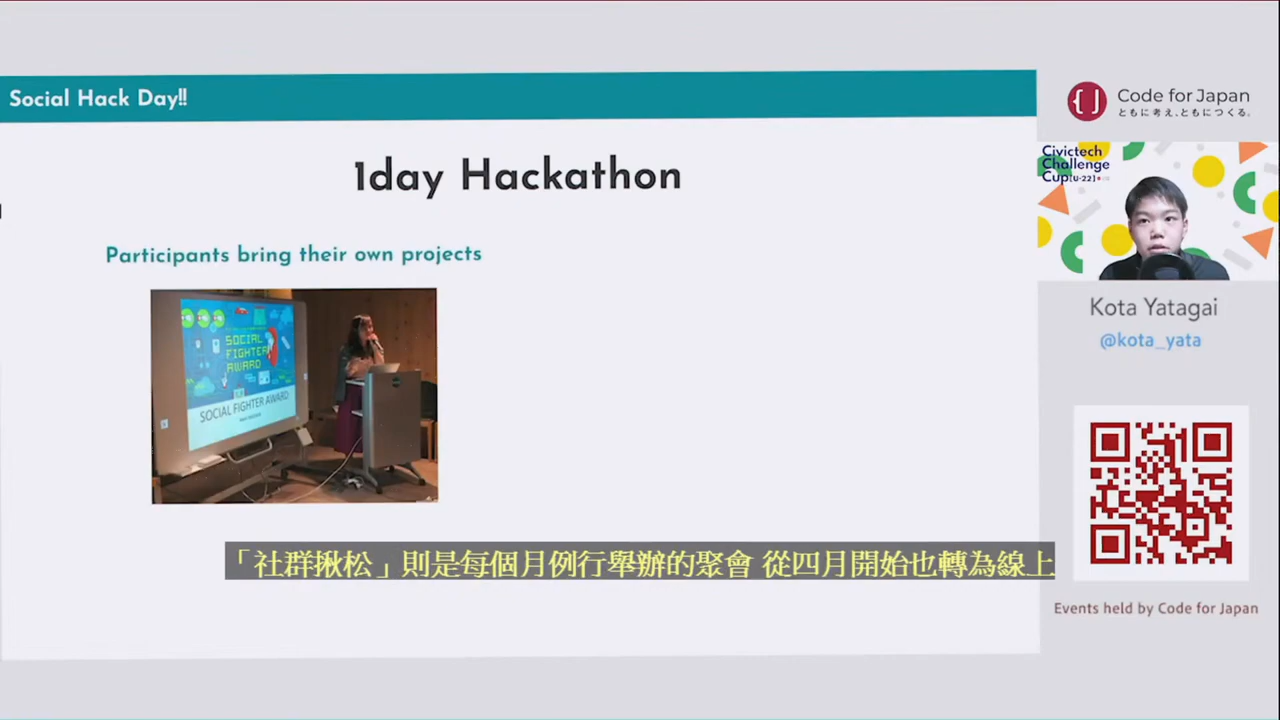 Social Hack Day!!
1day Hackathon
Participants bring their own projects
SOCIAL
FIGHTER
AWARD
SOCIAL FIGHTER AWARD
「社群揪松」則是每個月例行舉辦的聚會 從四月開始也轉為線上
Code for Japan
ともに考え、ともにつくる。
Civictech
Challenge
Cup[U-22]
Kota Yatagai
@kota_yata
Events held by Code for Japan